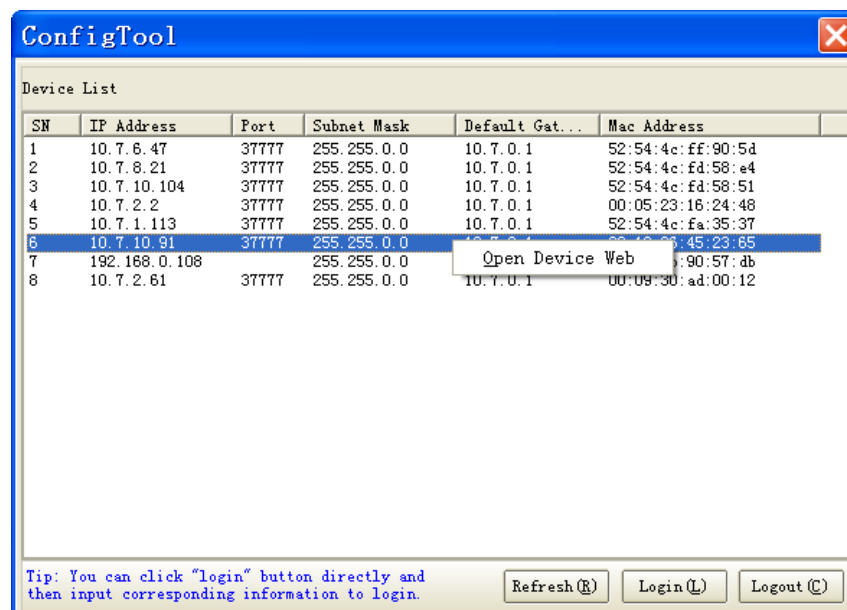 ConfigTool
Device List
SN IP Address Port Subnet Mask Default Gat... Mac Address
1 10.7.6.47 37777 255.255.0.0 10.7.0.1 52:54:4c:ff:90:5d
2 10.7.8.21 37777 255.255.0.0 10.7.0.1 52:54:4c:fd:58:e4
3 10.7.10.104 37777 255.255.0.0 10.7.0.1 52:54:4c:fd:58:51
4 10.7.2.2 37777 255.255.0.0 10.7.0.1 00:05:23:16:24:48
5 10.7.1.113 37777 255.255.0.0 10.7.0.1 52:54:4c:fa:35:37
6 10.7.10.91 37777 255.255.0.0 :45:23:65
Open Device Web
7 192.168.0.108 255.255.0.0 :90:57:db
8 10.7.2.61 37777 255.255.0.0 10.7.0.1 00:09:30:ad:00:12
Tip: You can click "login" button directly and
then input corresponding information to login.
Refresh(R) Login(L) Logout(C)